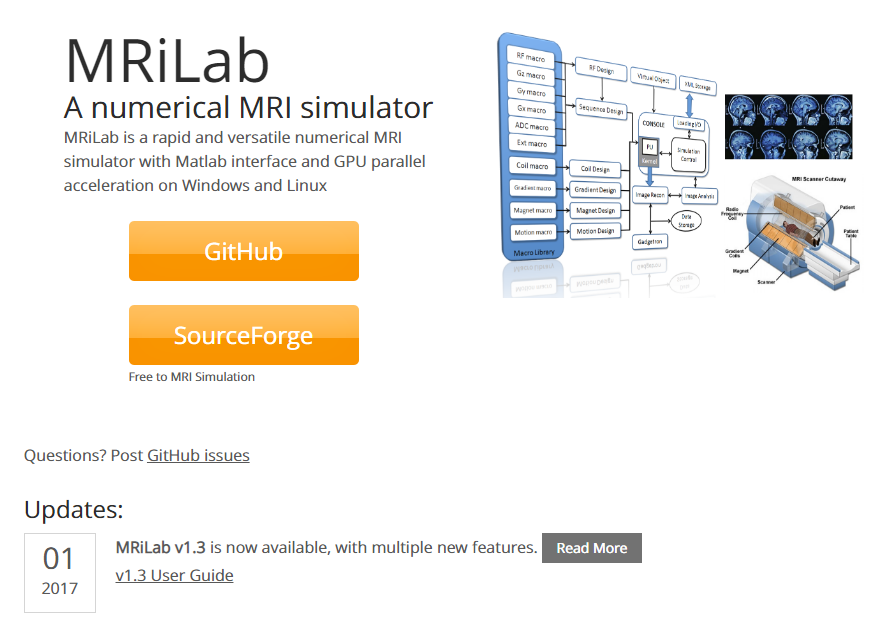 MRiLab
A numerical MRI simulator
MRiLab is a rapid and versatile numerical MRI
simulator with Matlab interface and GPU parallel
acceleration on Windows and Linux
GitHub
SourceForge
Free to MRI Simulation
RF macro
Gz macro
Gy macro
Gx macro
ADC macro
Ext macro
Coil macro
Gradient macro
Magnet macro
Motion macro
Macro Library
RF Design
Sequence Design
Coil Design
Gradient Design
Magnet Design
Motion Design
Virtual Object
XML Storage
CONSOLE
Loading I/O
PU
Kernel
Simulation
Control
Image Recon
Image Analysis
Data
Storage
Gadgetron
MRI Scanner Cutaway
Radio
Frequency
Coil
Patient
Patient
Table
Gradient
Coils
Magnet
Scanner
Questions? Post GitHub issues
Updates:
01
2017
MRiLab v1.3 is now available, with multiple new features. Read More
v1.3 User Guide